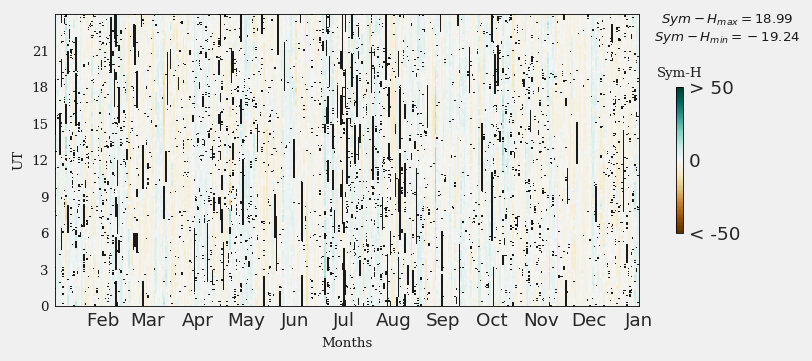 Sym − H_max = 18.99
Sym − H_min = −19.24
Sym-H
> 50
0
< -50
UT
21
18
15
12
9
6
3
0
Feb Mar Apr May Jun Jul Aug Sep Oct Nov Dec Jan
Months